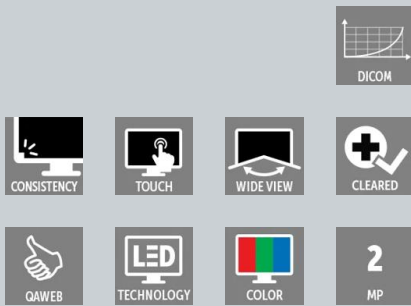 DICOM
CONSISTENCY
TOUCH
WIDE VIEW
CLEARED
QAWEB
LED
TECHNOLOGY
COLOR
2
MP